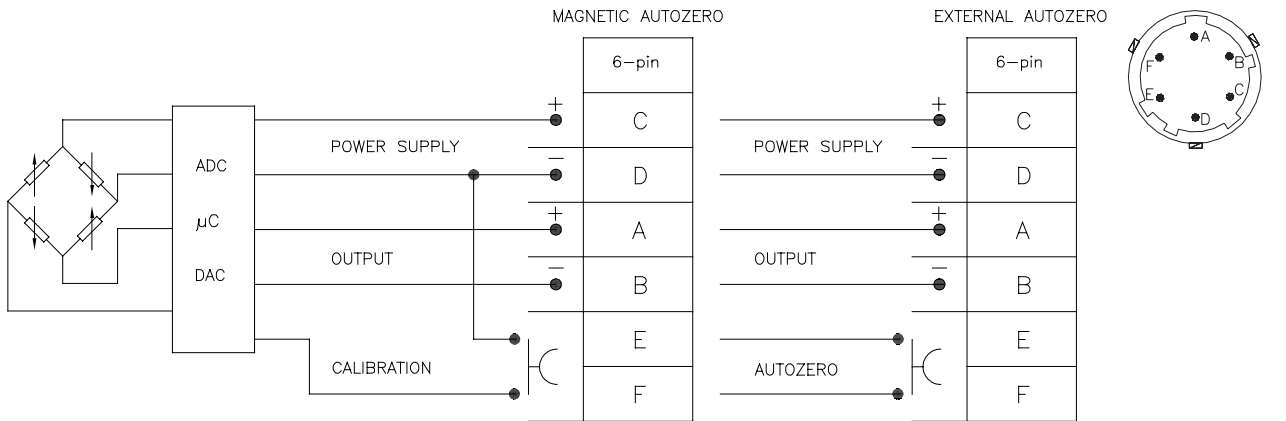 MAGNETIC AUTOZERO
6-pin
+
C
POWER SUPPLY
−
D
+
A
OUTPUT
−
B
E
CALIBRATION
F
ADC
µC
DAC
EXTERNAL AUTOZERO
6-pin
+
C
POWER SUPPLY
−
D
+
A
OUTPUT
−
B
E
AUTOZERO
F
A
B
C
D
E
F